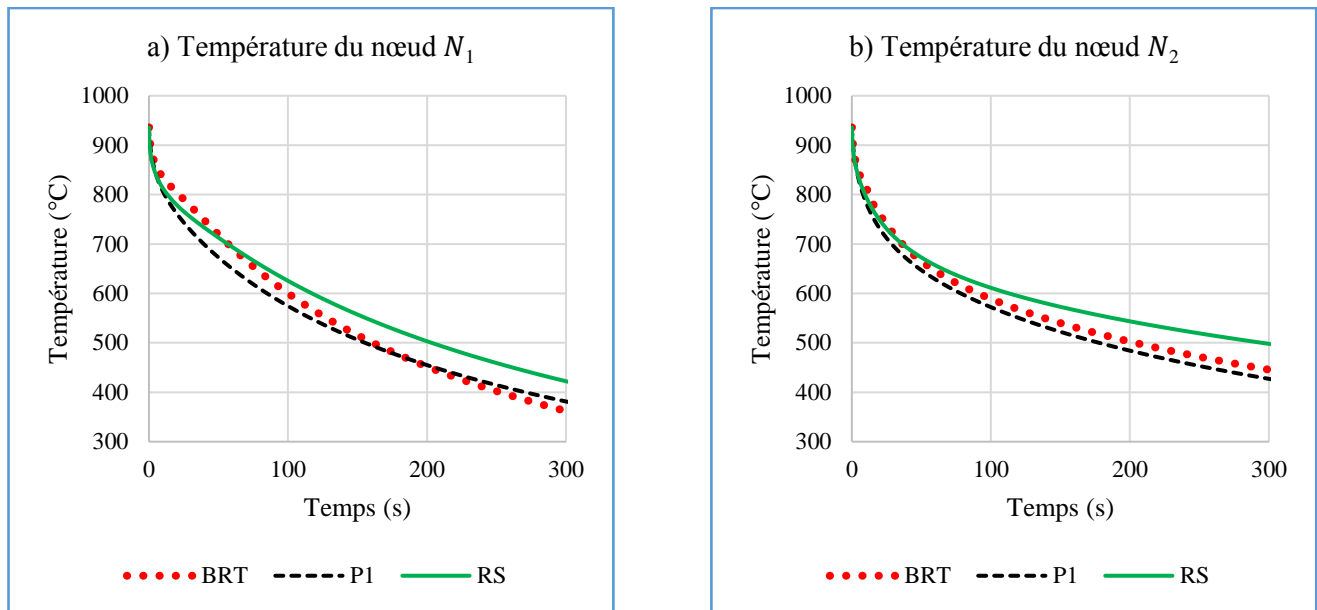 a) Température du nœud N₁
1000
900
800
700
600
500
400
300
Température (°C)
0 100 200 300
Temps (s)
BRT P1 RS
b) Température du nœud N₂
1000
900
800
700
600
500
400
300
Température (°C)
0 100 200 300
Temps (s)
BRT P1 RS